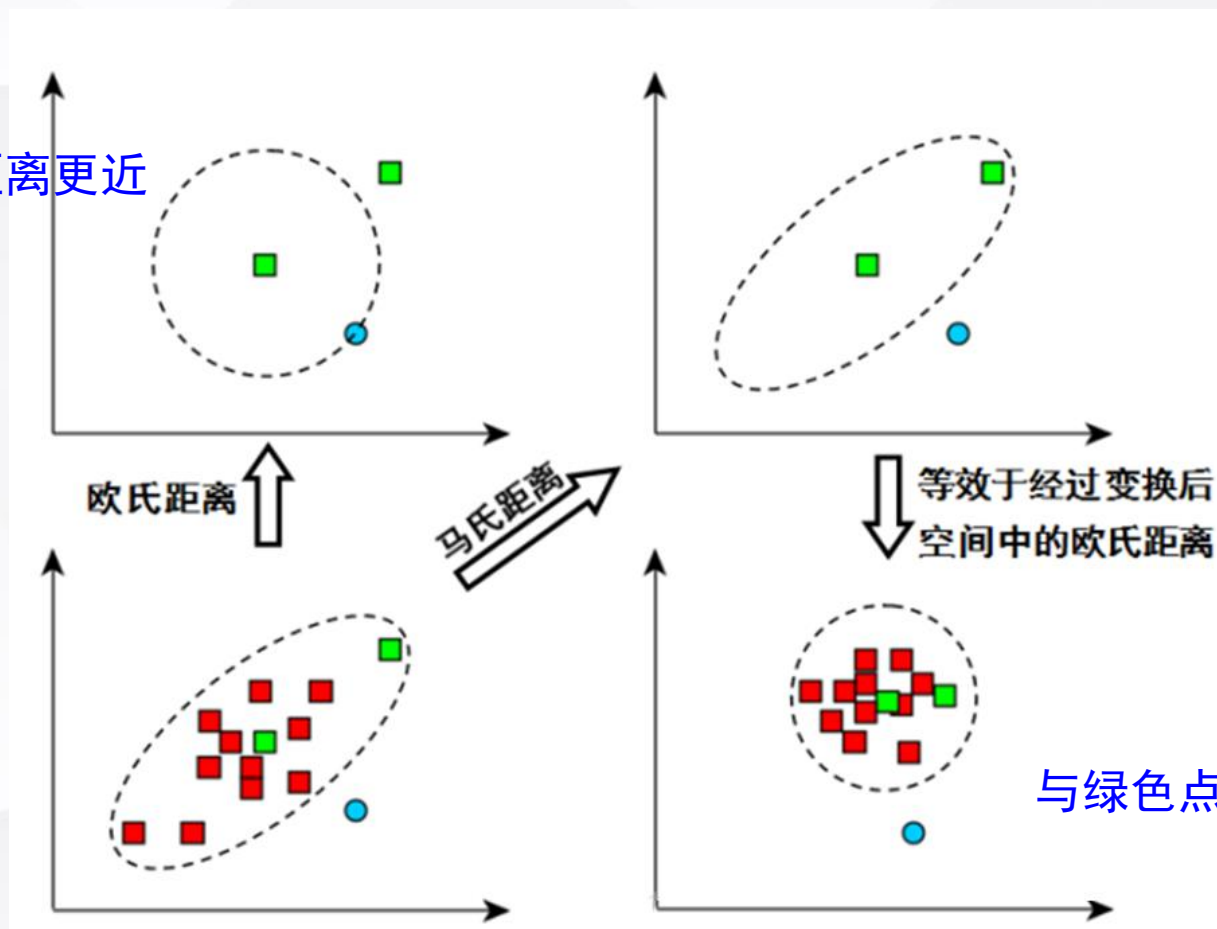 离更近
欧氏距离
马氏距离
等效于经过变换后
空间中的欧氏距离
与绿色点